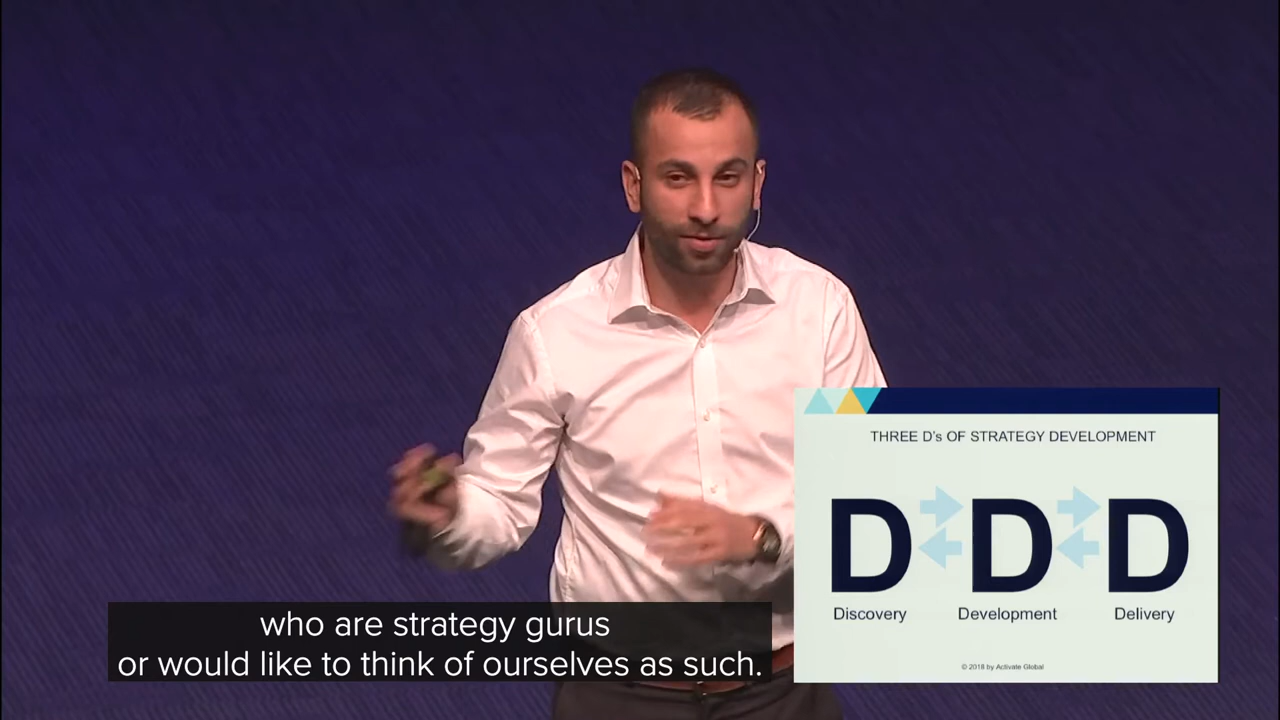 THREE D's OF STRATEGY DEVELOPMENT
D D D
Discovery Development Delivery
© 2018 by Activate Global
who are strategy gurus
or would like to think of ourselves as such.